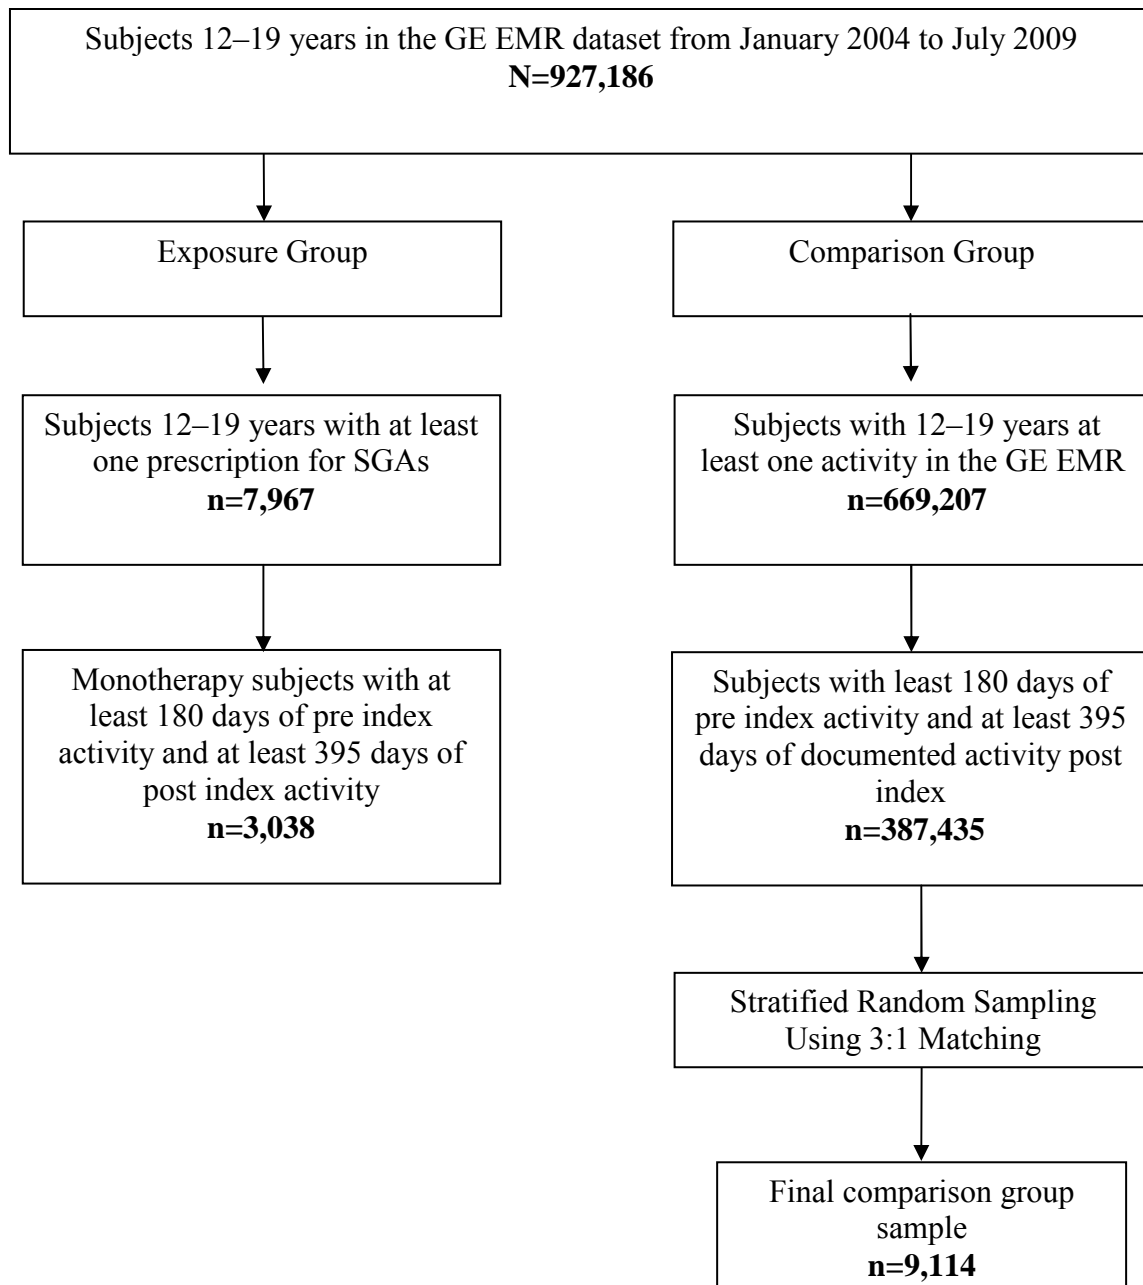 Subjects 12–19 years in the GE EMR dataset from January 2004 to July 2009
N=927,186
Exposure Group
Comparison Group
Subjects 12–19 years with at least
one prescription for SGAs
n=7,967
Subjects with 12–19 years at
least one activity in the GE EMR
n=669,207
Monotherapy subjects with at
least 180 days of pre index
activity and at least 395 days of
post index activity
n=3,038
Subjects with least 180 days of
pre index activity and at least 395
days of documented activity post
index
n=387,435
Stratified Random Sampling
Using 3:1 Matching
Final comparison group
sample
n=9,114